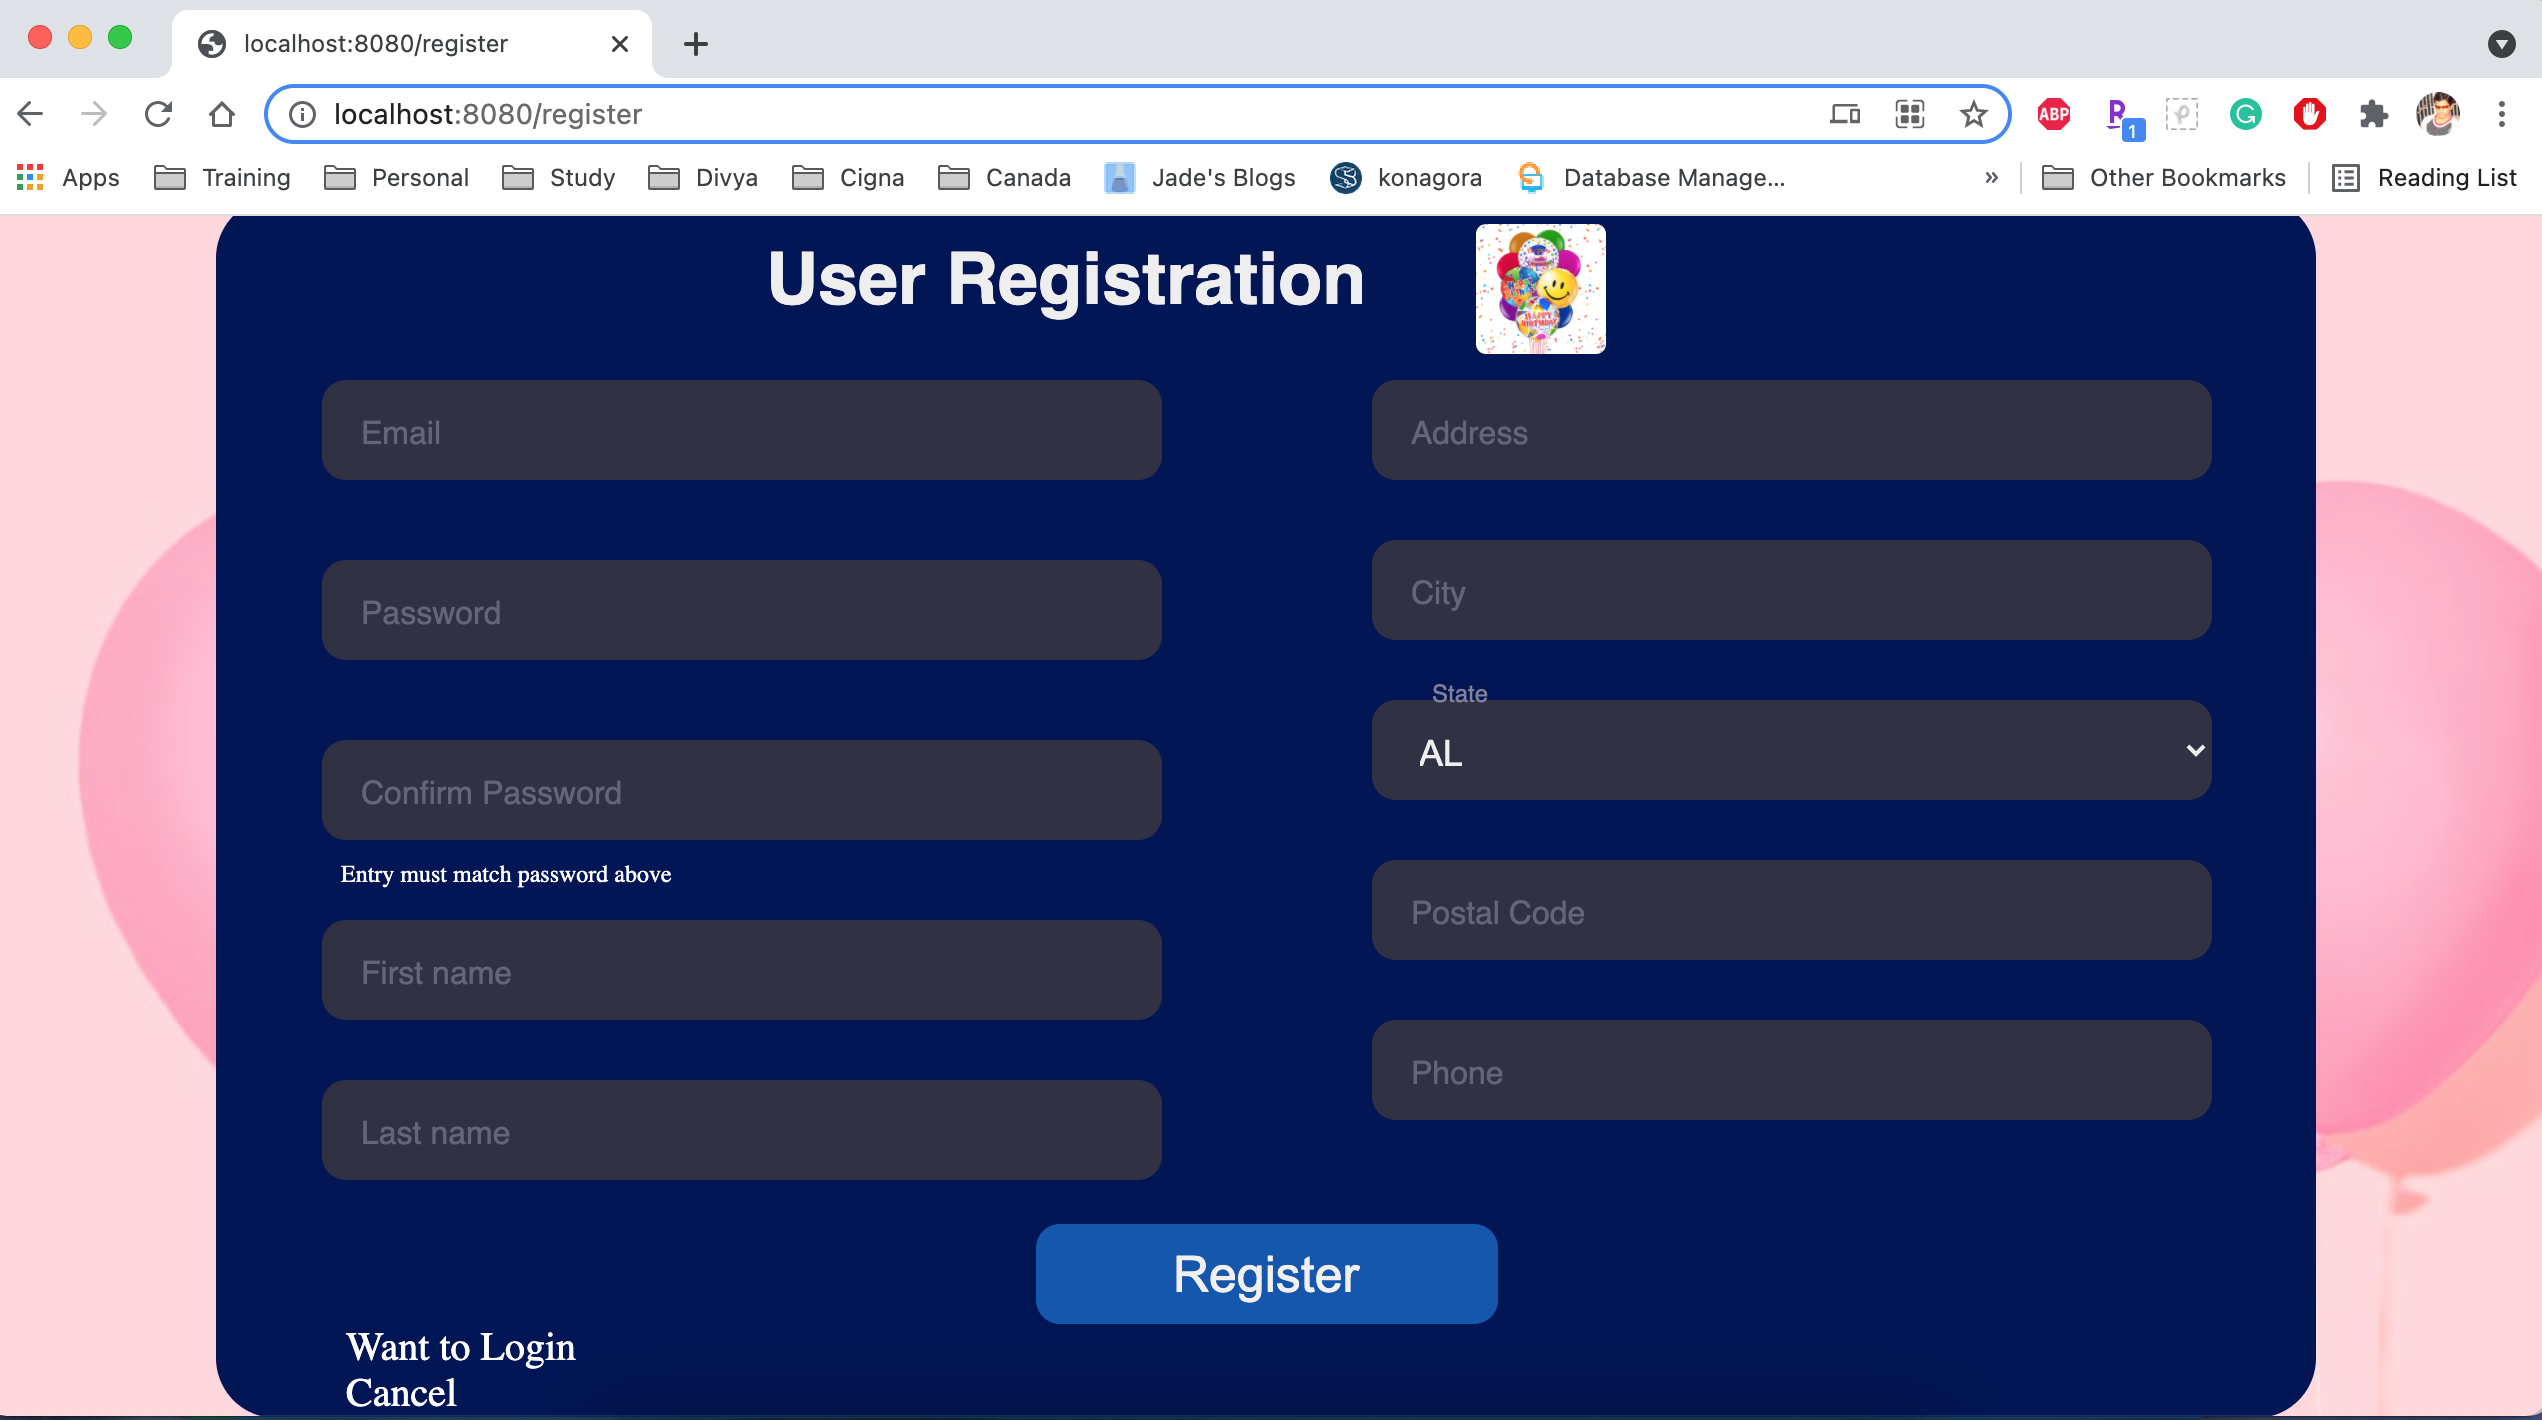 localhost:8080/register
localhost:8080/register
ABP
1
Apps
Training
Personal
Study
Divya
Cigna
Canada
Jade's Blogs
konagora
Database Manage...
»
Other Bookmarks
Reading List
User Registration
HAPPY
BIRTHDAY
Email
Address
Password
City
State
AL
Confirm Password
Entry must match password above
Postal Code
First name
Phone
Last name
Register
Want to Login
Cancel